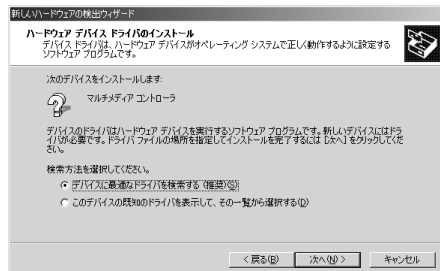 新しいハードウェアの検出ウィザード
ハードウェア デバイス ドライバのインストール
デバイス ドライバは、ハードウェア デバイスがオペレーティング システムで正しく動作するように設定する
ソフトウェア プログラムです。
次のデバイスをインストールします:
マルチメディア コントローラ
デバイスのドライバはハードウェア デバイスを実行するソフトウェア プログラムです。新しいデバイスにはドラ
イバが必要です。ドライバ ファイルの場所を指定してインストールを完了するには [次へ] をクリックしてくだ
さい。
検索方法を選択してください。
デバイスに最適なドライバを検索する (推奨)(S)
このデバイスの既知のドライバを表示して、その一覧から選択する(D)
< 戻る(B)
次へ(N) >
キャンセル